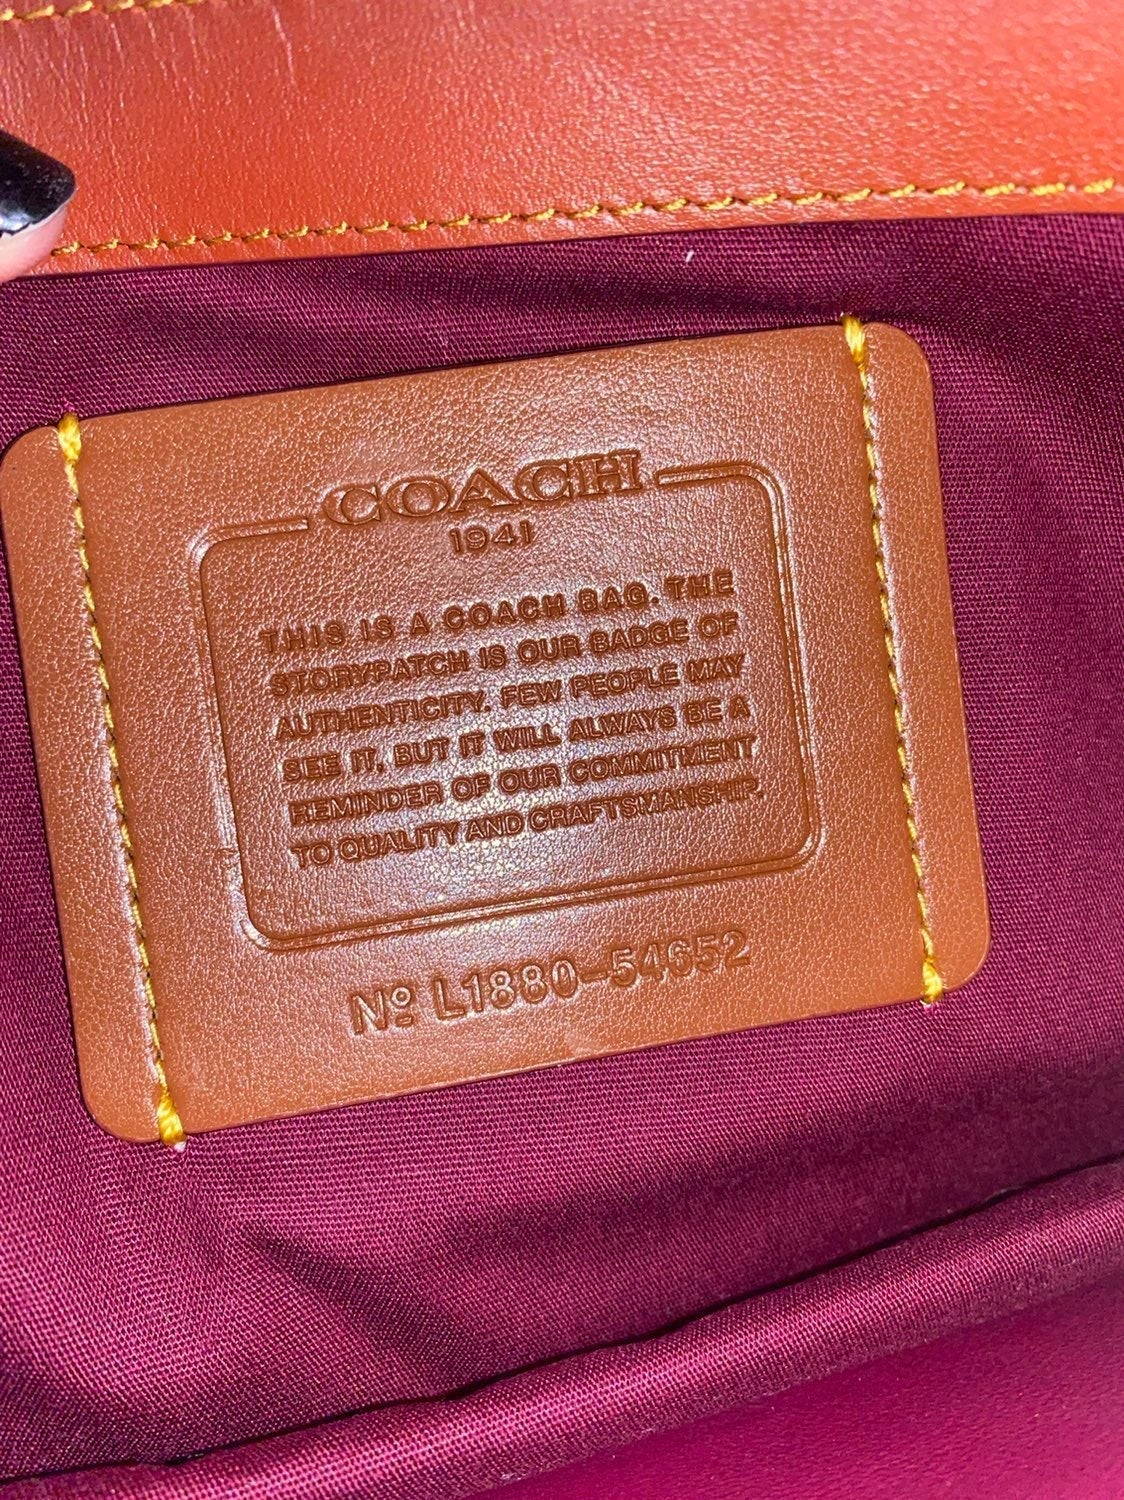 COACH
1941
THIS IS A COACH BAG. THE
STORYPATCH IS OUR BADGE OF
AUTHENTICITY. FEW PEOPLE MAY
SEE IT, BUT IT WILL ALWAYS BE A
REMINDER OF OUR COMMITMENT
TO QUALITY AND CRAFTSMANSHIP.
Nº L1880-54652